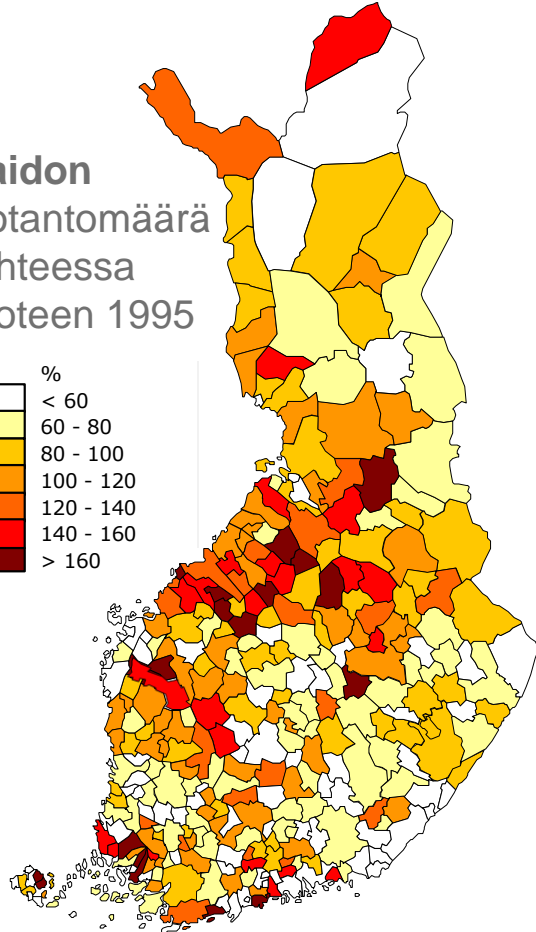 aidon
otantomäärä
hteessa
oteen 1995
%
< 60
60 - 80
80 - 100
100 - 120
120 - 140
140 - 160
> 160